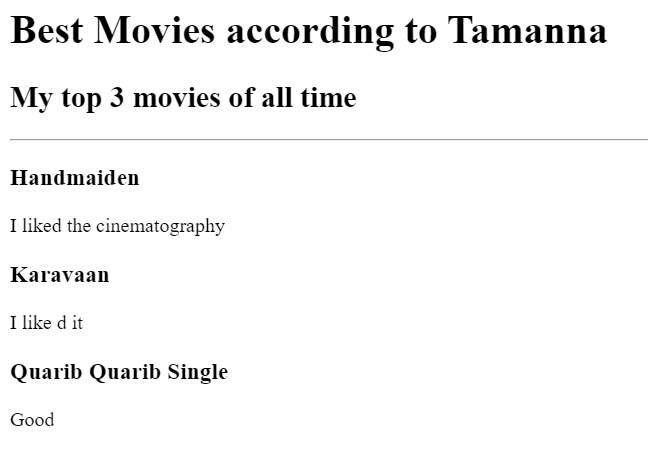 Best Movies according to Tamanna
My top 3 movies of all time
Handmaiden
I liked the cinematography
Karavaan
I like d it
Quarib Quarib Single
Good